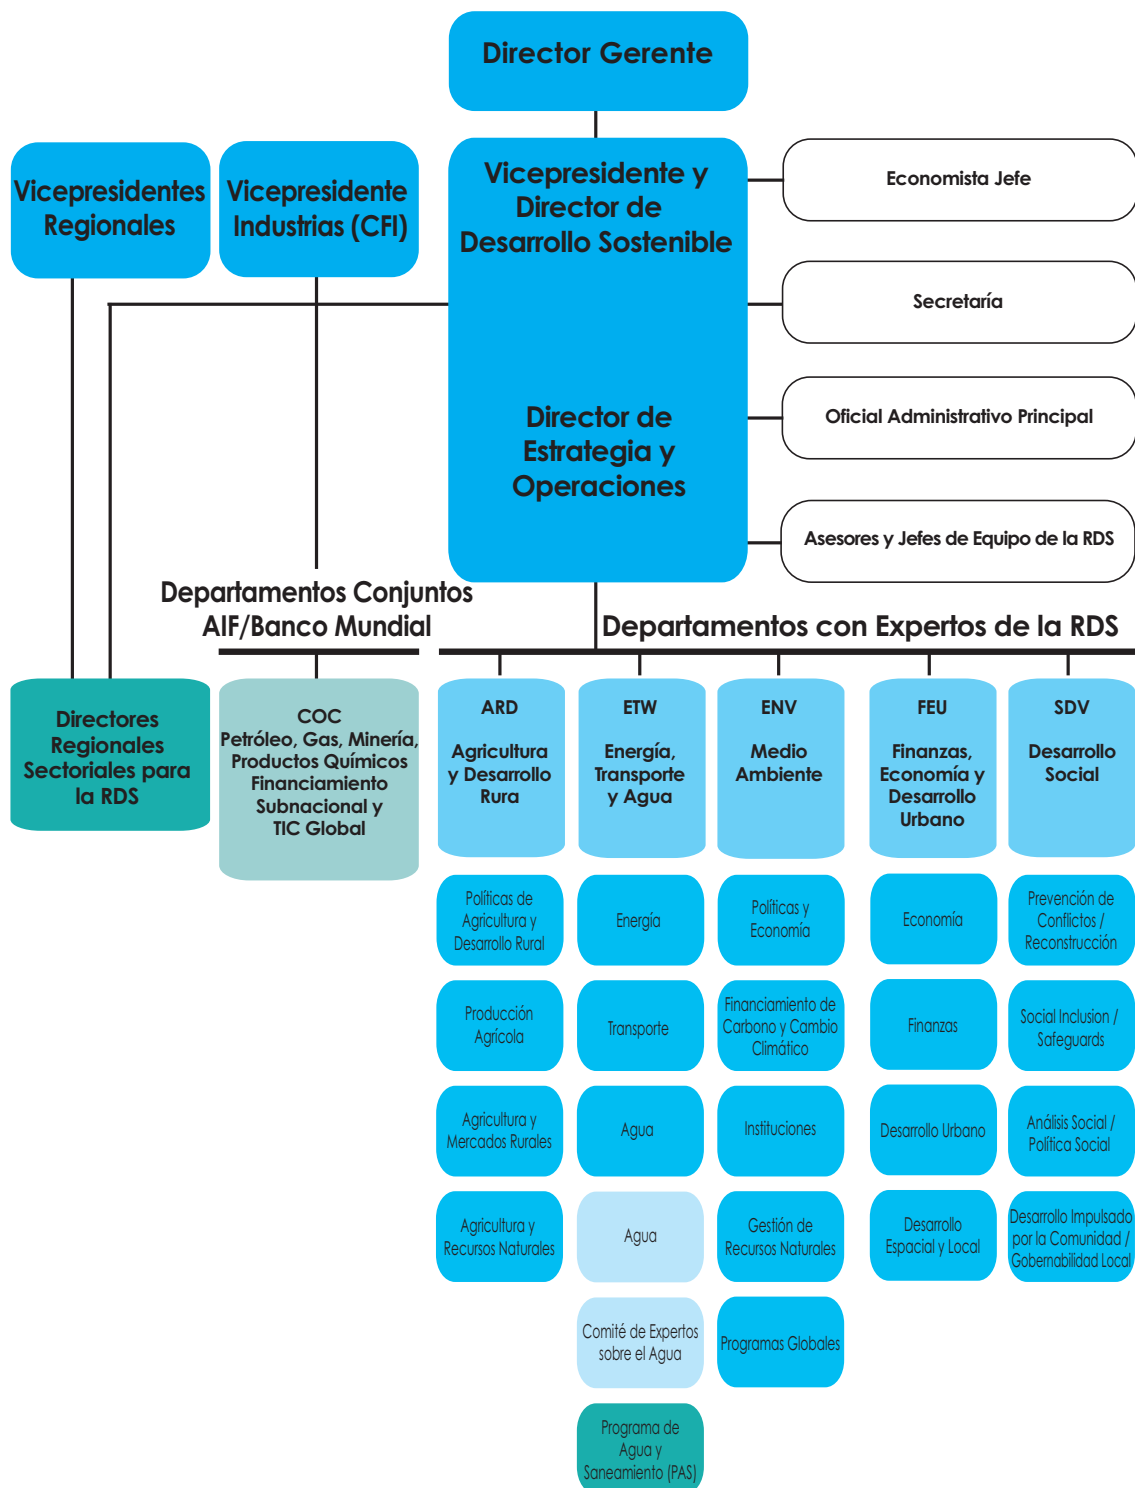 Director Gerente
Vicepresidentes
Regionales
Vicepresidente
Industrias (CFI)
Vicepresidente y
Director de
Desarrollo Sostenible
Director de
Estrategia y
Operaciones
Economista Jefe
Secretaría
Oficial Administrativo Principal
Asesores y Jefes de Equipo de la RDS
Departamentos Conjuntos
AIF/Banco Mundial
Departamentos con Expertos de la RDS
Directores
Regionales
Sectoriales para
la RDS
COC
Petróleo, Gas, Minería,
Productos Químicos
Financiamiento
Subnacional y
TIC Global
ARD
Agricultura
y Desarrollo
Rura
ETW
Energía,
Transporte
y Agua
ENV
Medio
Ambiente
FEU
Finanzas,
Economía y
Desarrollo
Urbano
SDV
Desarrollo
Social
Políticas de
Agricultura y
Desarrollo Rural
Energía
Políticas y
Economía
Economía
Prevención de
Conflictos /
Reconstrucción
Producción
Agrícola
Transporte
Financiamiento de
Carbono y Cambio
Climático
Finanzas
Social Inclusion /
Safeguards
Agricultura y
Mercados Rurales
Agua
Instituciones
Desarrollo Urbano
Análisis Social /
Política Social
Agricultura y
Recursos Naturales
Agua
Gestión de
Recursos Naturales
Desarrollo
Espacial y Local
Desarrollo Impulsado
por la Comunidad /
Gobernabilidad Local
Comité de Expertos
sobre el Agua
Programas Globales
Programa de
Agua y
Saneamiento (PAS)